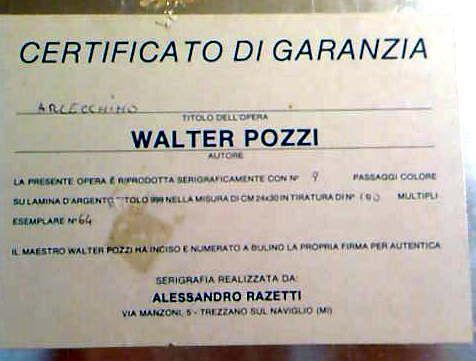 CERTIFICATO DI GARANZIA
ARLECCHINO
TITOLO DELL'OPERA
WALTER POZZI
AUTORE
LA PRESENTE OPERA È RIPRODOTTA SERIGRAFICAMENTE CON N° 9 PASSAGGI COLORE
SU LAMINA D'ARGENTO TITOLO 999 NELLA MISURA DI CM 24x30 IN TIRATURA DI N° 190 MULTIPLI
ESEMPLARE N° 64
IL MAESTRO WALTER POZZI HA INCISO E NUMERATO A BULINO LA PROPRIA FIRMA PER AUTENTICA
SERIGRAFIA REALIZZATA DA:
ALESSANDRO RAZETTI
VIA MANZONI, 5 - TREZZANO SUL NAVIGLIO (MI)